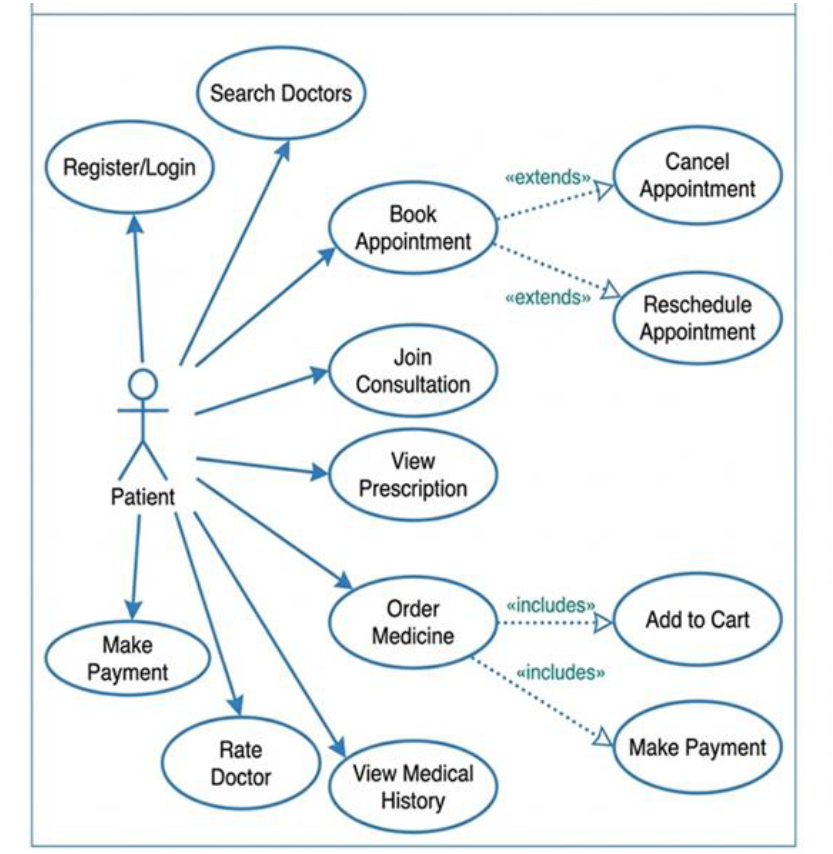 Search Doctors
Register/Login
Book
Appointment
«extends»
Cancel
Appointment
«extends»
Reschedule
Appointment
Join
Consultation
View
Prescription
Patient
Order
Medicine
«includes»
Add to Cart
«includes»
Make Payment
Make
Payment
Rate
Doctor
View Medical
History